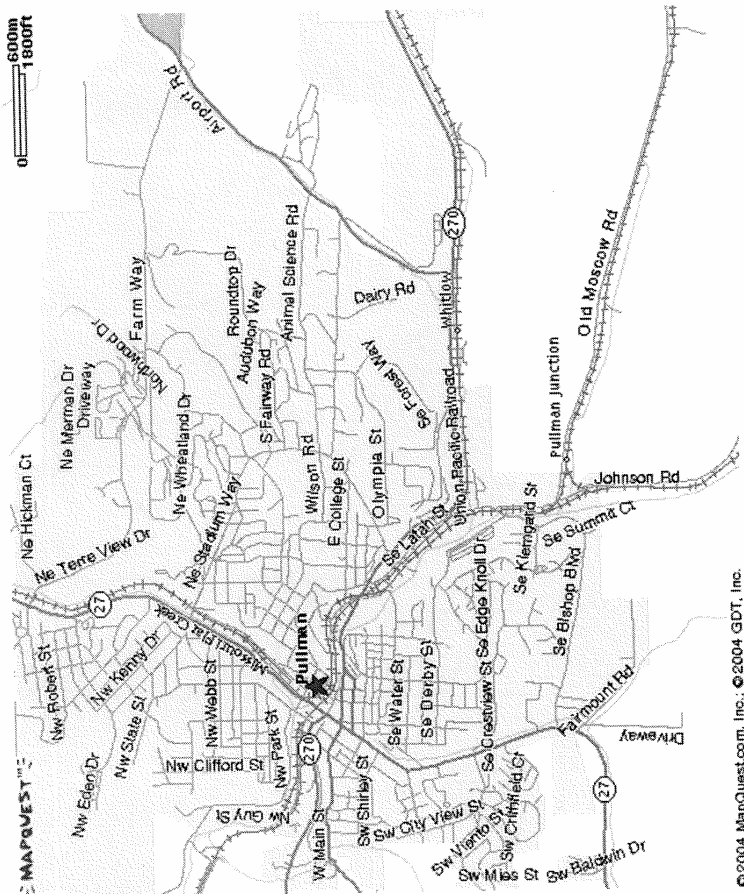 MAPQUEST
0
600m
1800ft
Airport Rd
Ne Hickman Ct
Ne Merman Dr
Driveway
Northwood Dr
Farm Way
Roundtop Dr
Audubon Way
Animal Science Rd
S Fairway Rd
Ne Terre View Dr
Ne Wheatland Dr
Ne Stadium Way
Wilson Rd
E College St
Olympia St
Dairy Rd
Se Forest Way
Whitlow
270
Union Pacific Railroad
Old Moscow Rd
Pullman Junction
Johnson Rd
27
Nw Robert St
Nw Kenny Dr
Nw State St
Nw Eden Dr
Nw Webb St
Missouri Flat Creek
Pullman
Nw Clifford St
Nw Park St
Nw Guy St
270
W Main St
Sw Shirley St
Se Latah St
Se Water St
Se Derby St
Se Crestview St
Se Edge Knoll Dr
Se Klemgard St
Se Summit Ct
Se Bishop Blvd
Fairmount Rd
Driveway
Sw City View St
Sw Viento St
Sw Crithfield Ct
Sw Mies St
Sw Baldwin Dr
27
©2004 MapQuest.com, Inc.; ©2004 GDT, Inc.